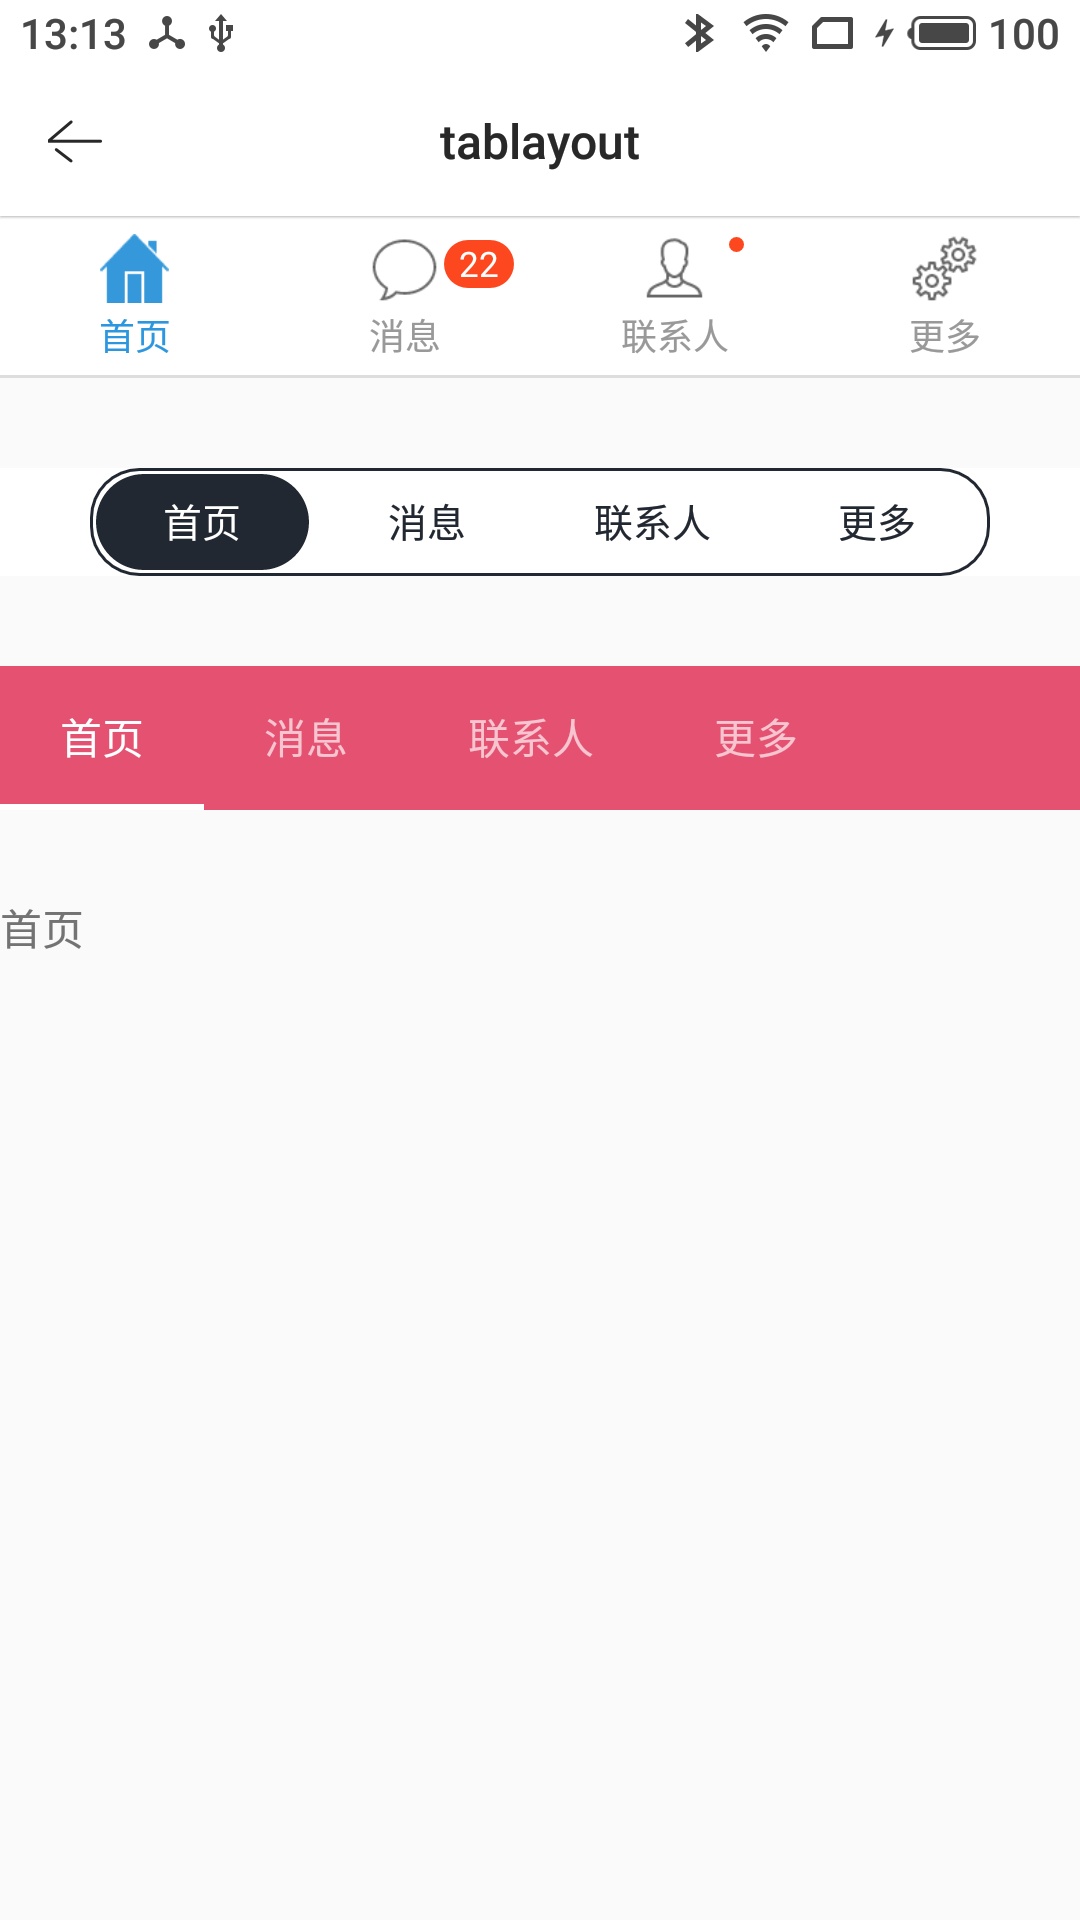 13:13 100
tablayout
22
首页 消息 联系人 更多
首页 消息 联系人 更多
首页 消息 联系人 更多
首页